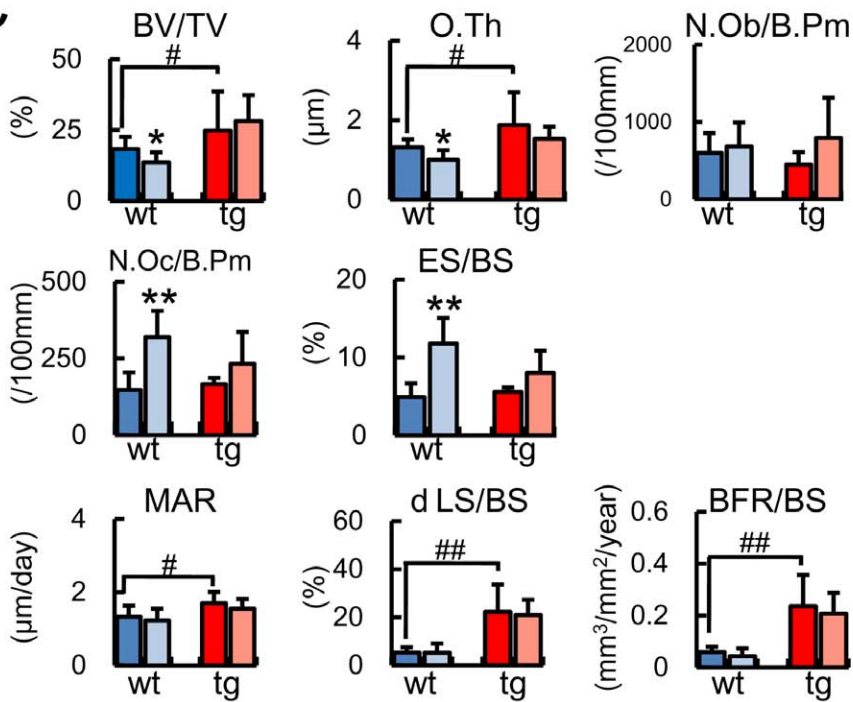 BV/TV
50
#
(%)
25
*
0
wt
tg
O.Th
4
#
(µm)
2
*
0
wt
tg
N.Ob/B.Pm
2000
(/100mm)
1000
0
wt
tg
N.Oc/B.Pm
500
**
(/100mm)
250
0
wt
tg
ES/BS
20
**
(%)
10
0
wt
tg
MAR
4
#
(µm/day)
2
0
wt
tg
d LS/BS
60
##
40
(%)
20
0
wt
tg
BFR/BS
0.6
##
0.4
(mm³/mm²/year)
0.2
0
wt
tg